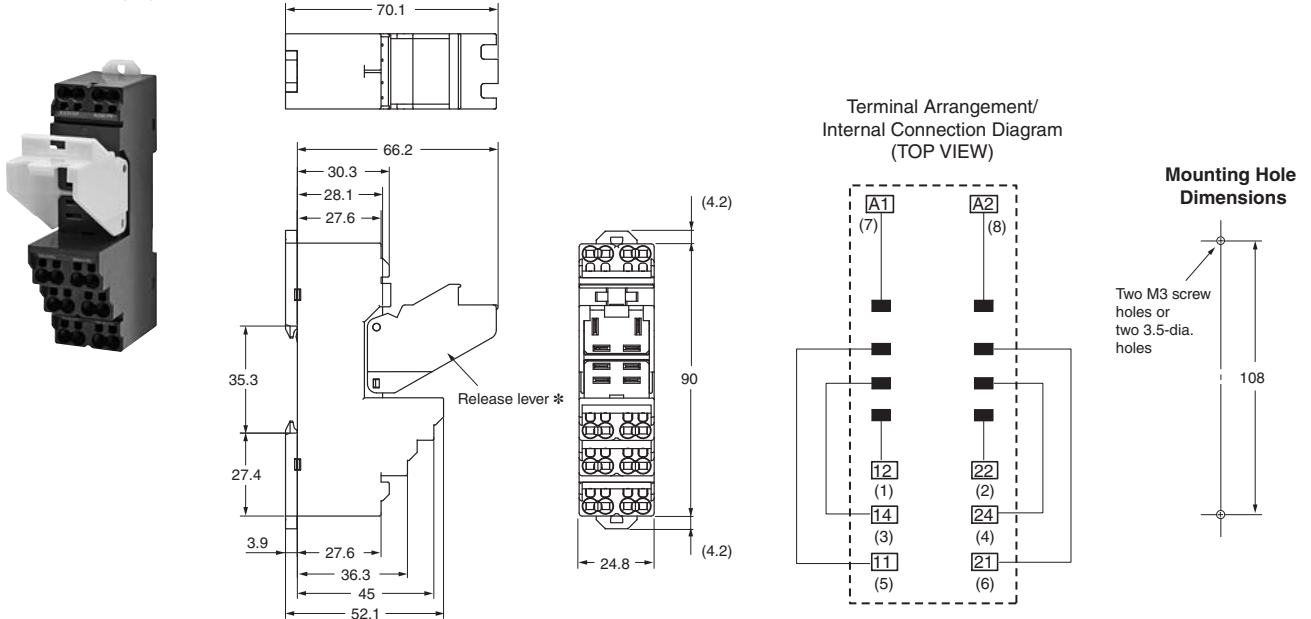 70.1
66.2
30.3
28.1
27.6
35.3
27.4
3.9
27.6
36.3
45
52.1
Release lever *
(4.2)
90
(4.2)
24.8
Terminal Arrangement/
Internal Connection Diagram
(TOP VIEW)
A1
A2
(7)
(8)
12
22
(1)
(2)
14
24
(3)
(4)
11
21
(5)
(6)
Mounting Hole
Dimensions
Two M3 screw
holes or
two 3.5-dia.
holes
108